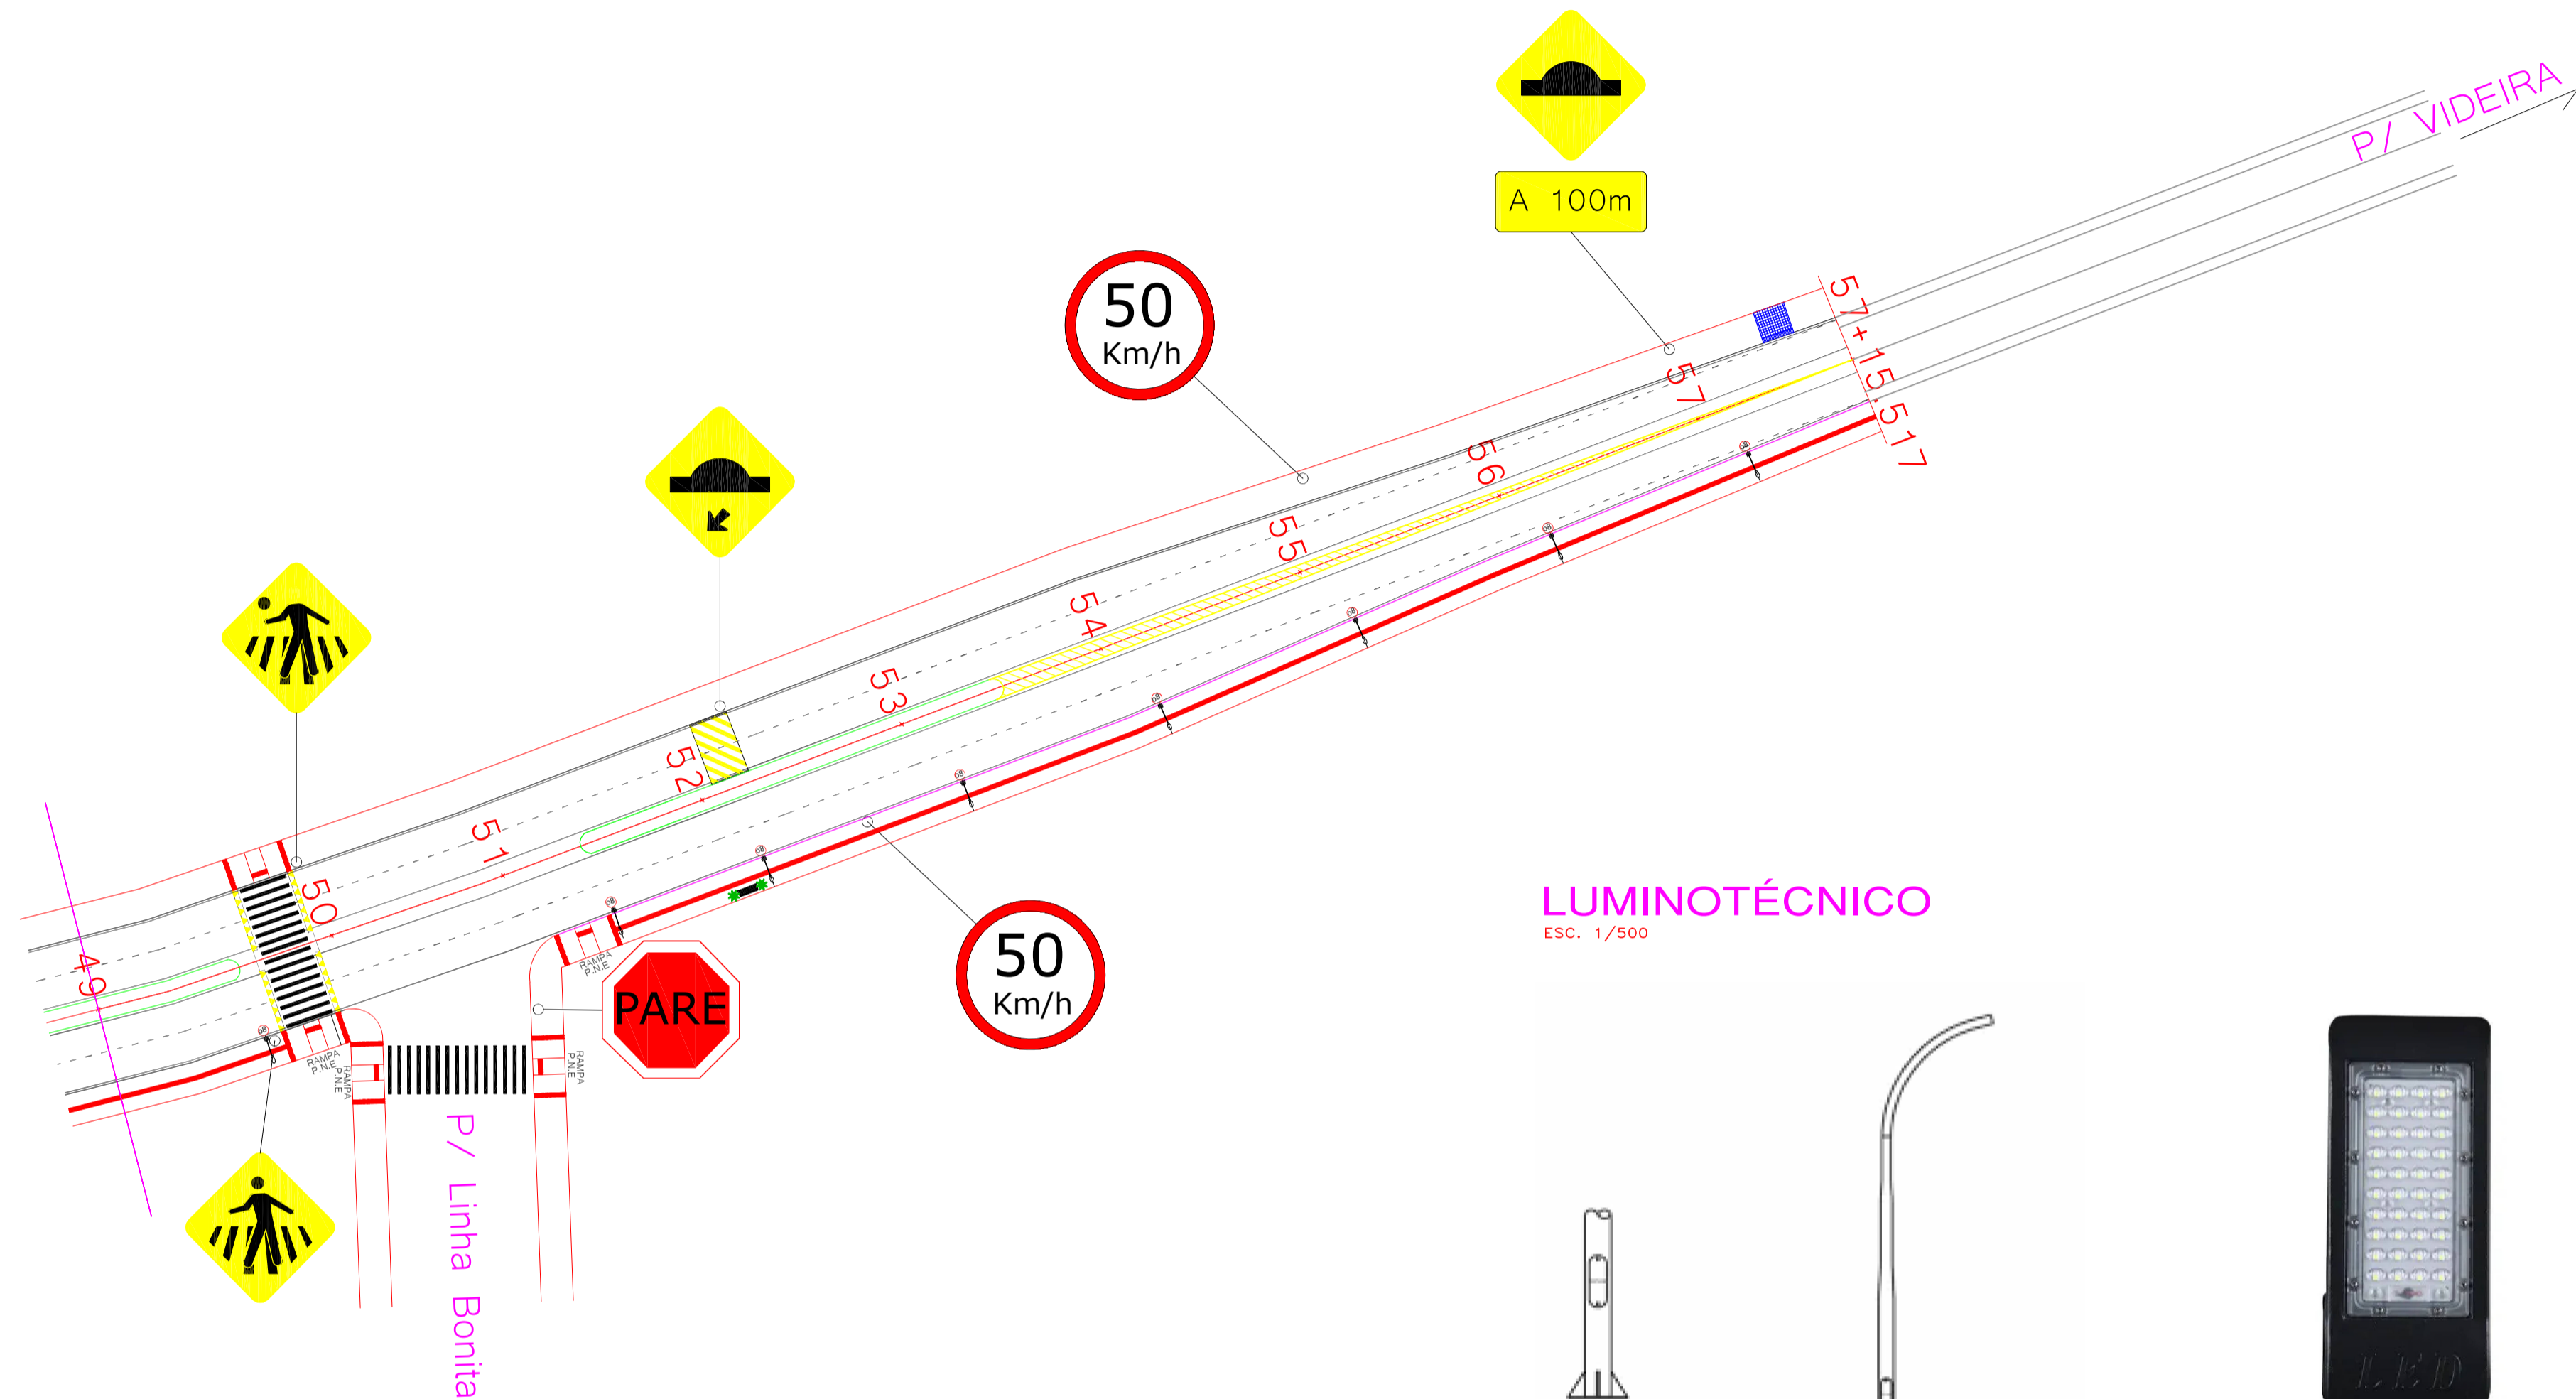 P/ VIDEIRA
A 100m
50
Km/h
57+15.517
57
56
55
54
53
52
51
50
49
50
Km/h
PARE
RAMPA
P.N.E
RAMPA
P.N.E
RAMPA
P.N.E
RAMPA
P.N.E
P/ Linha Bonita
LUMINOTÉCNICO
ESC. 1/500
LED